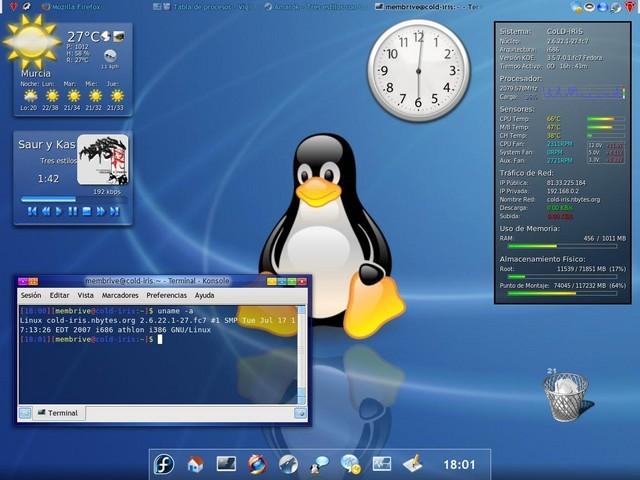 Mozilla Firefox
Tabla de procesos - Vig
Amarok - Tres estilos
membrive@cold-iris:~ - Ter
27°C
P.: 1012
H: 58 %
R: 27°C
11 kph
Murcia
Noche: Lun: Mar: Mie: Jue:
Lo:20 22/38 21/34 21/32 21/33
Saur y Kas
Tres estilos
1:42
192 kbps
Sistema: CoLD-iRiS
Núcleo: 2.6.22.1-27.fc7
Arquitectura: i686
Versión KDE: 3.5.7-0.1.fc7 Fedora
Tiempo Activo: 0D 16h : 41m
Procesador:
2079.578MHz
Carga:
Sensores:
CPU Temp: 66°C
M/B Temp: 47°C
CH Temp: 38°C
CPU Fan: 2311RPM
System Fan: 0RPM
Aux. Fan: 2721RPM
12.0V
5.0V
3.3V
Tráfico de Red:
IP Pública: 81.33.225.184
IP Privada: 192.168.0.2
Nombre Red: cold-iris.nbytes.org
Descarga: 0.00 KB/s
Subida: 0.00 KB/s
Uso de Memoria:
RAM: 456 / 1011 MB
Almacenamiento Físico:
Root: 11539 / 71851 MB (17%)
Punto de Montaje: 74045 / 117232 MB (64%)
membrive@cold-iris:~ - Terminal - Konsole
Sesión Editar Vista Marcadores Preferencias Ayuda
[18:00][membrive@cold-iris:~]$ uname -a
Linux cold-iris.nbytes.org 2.6.22.1-27.fc7 #1 SMP Tue Jul 17 1
7:13:26 EDT 2007 i686 athlon i386 GNU/Linux
[18:01][membrive@cold-iris:~]$
Terminal
21
18:01